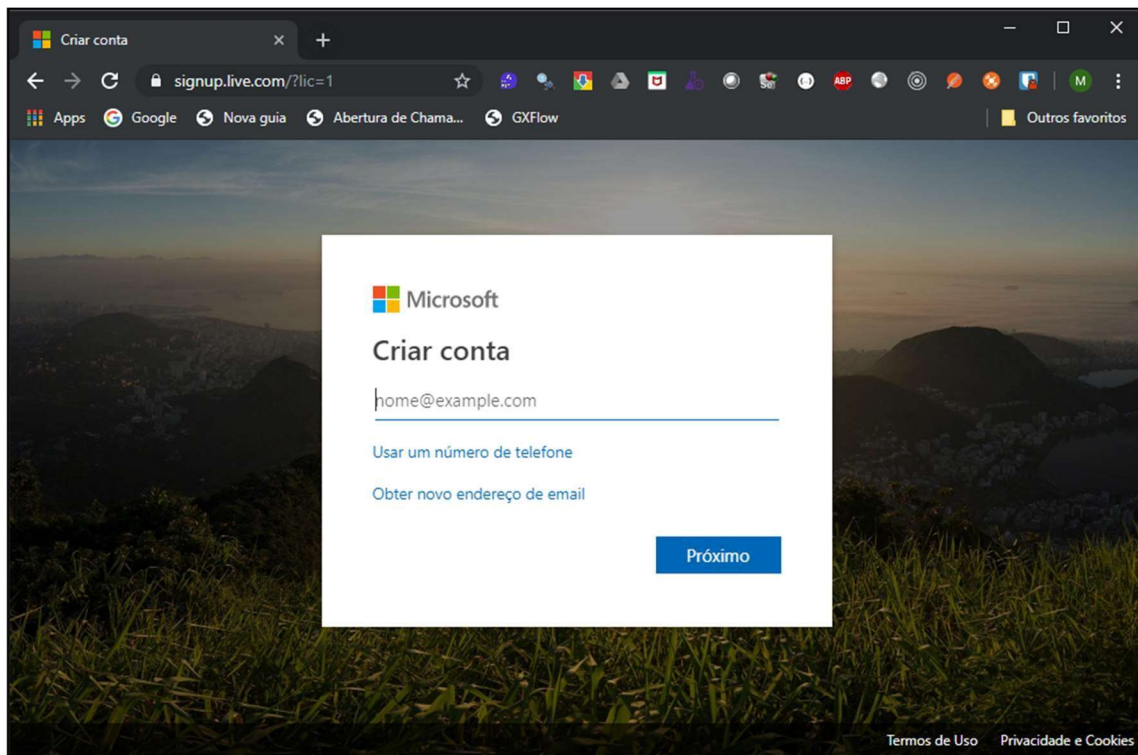 Criar conta
signup.live.com/?lic=1
ABP
M
Apps Google Nova guia Abertura de Chama... GXFlow Outros favoritos
Microsoft
Criar conta
nome@example.com
Usar um número de telefone
Obter novo endereço de email
Próximo
Termos de Uso Privacidade e Cookies